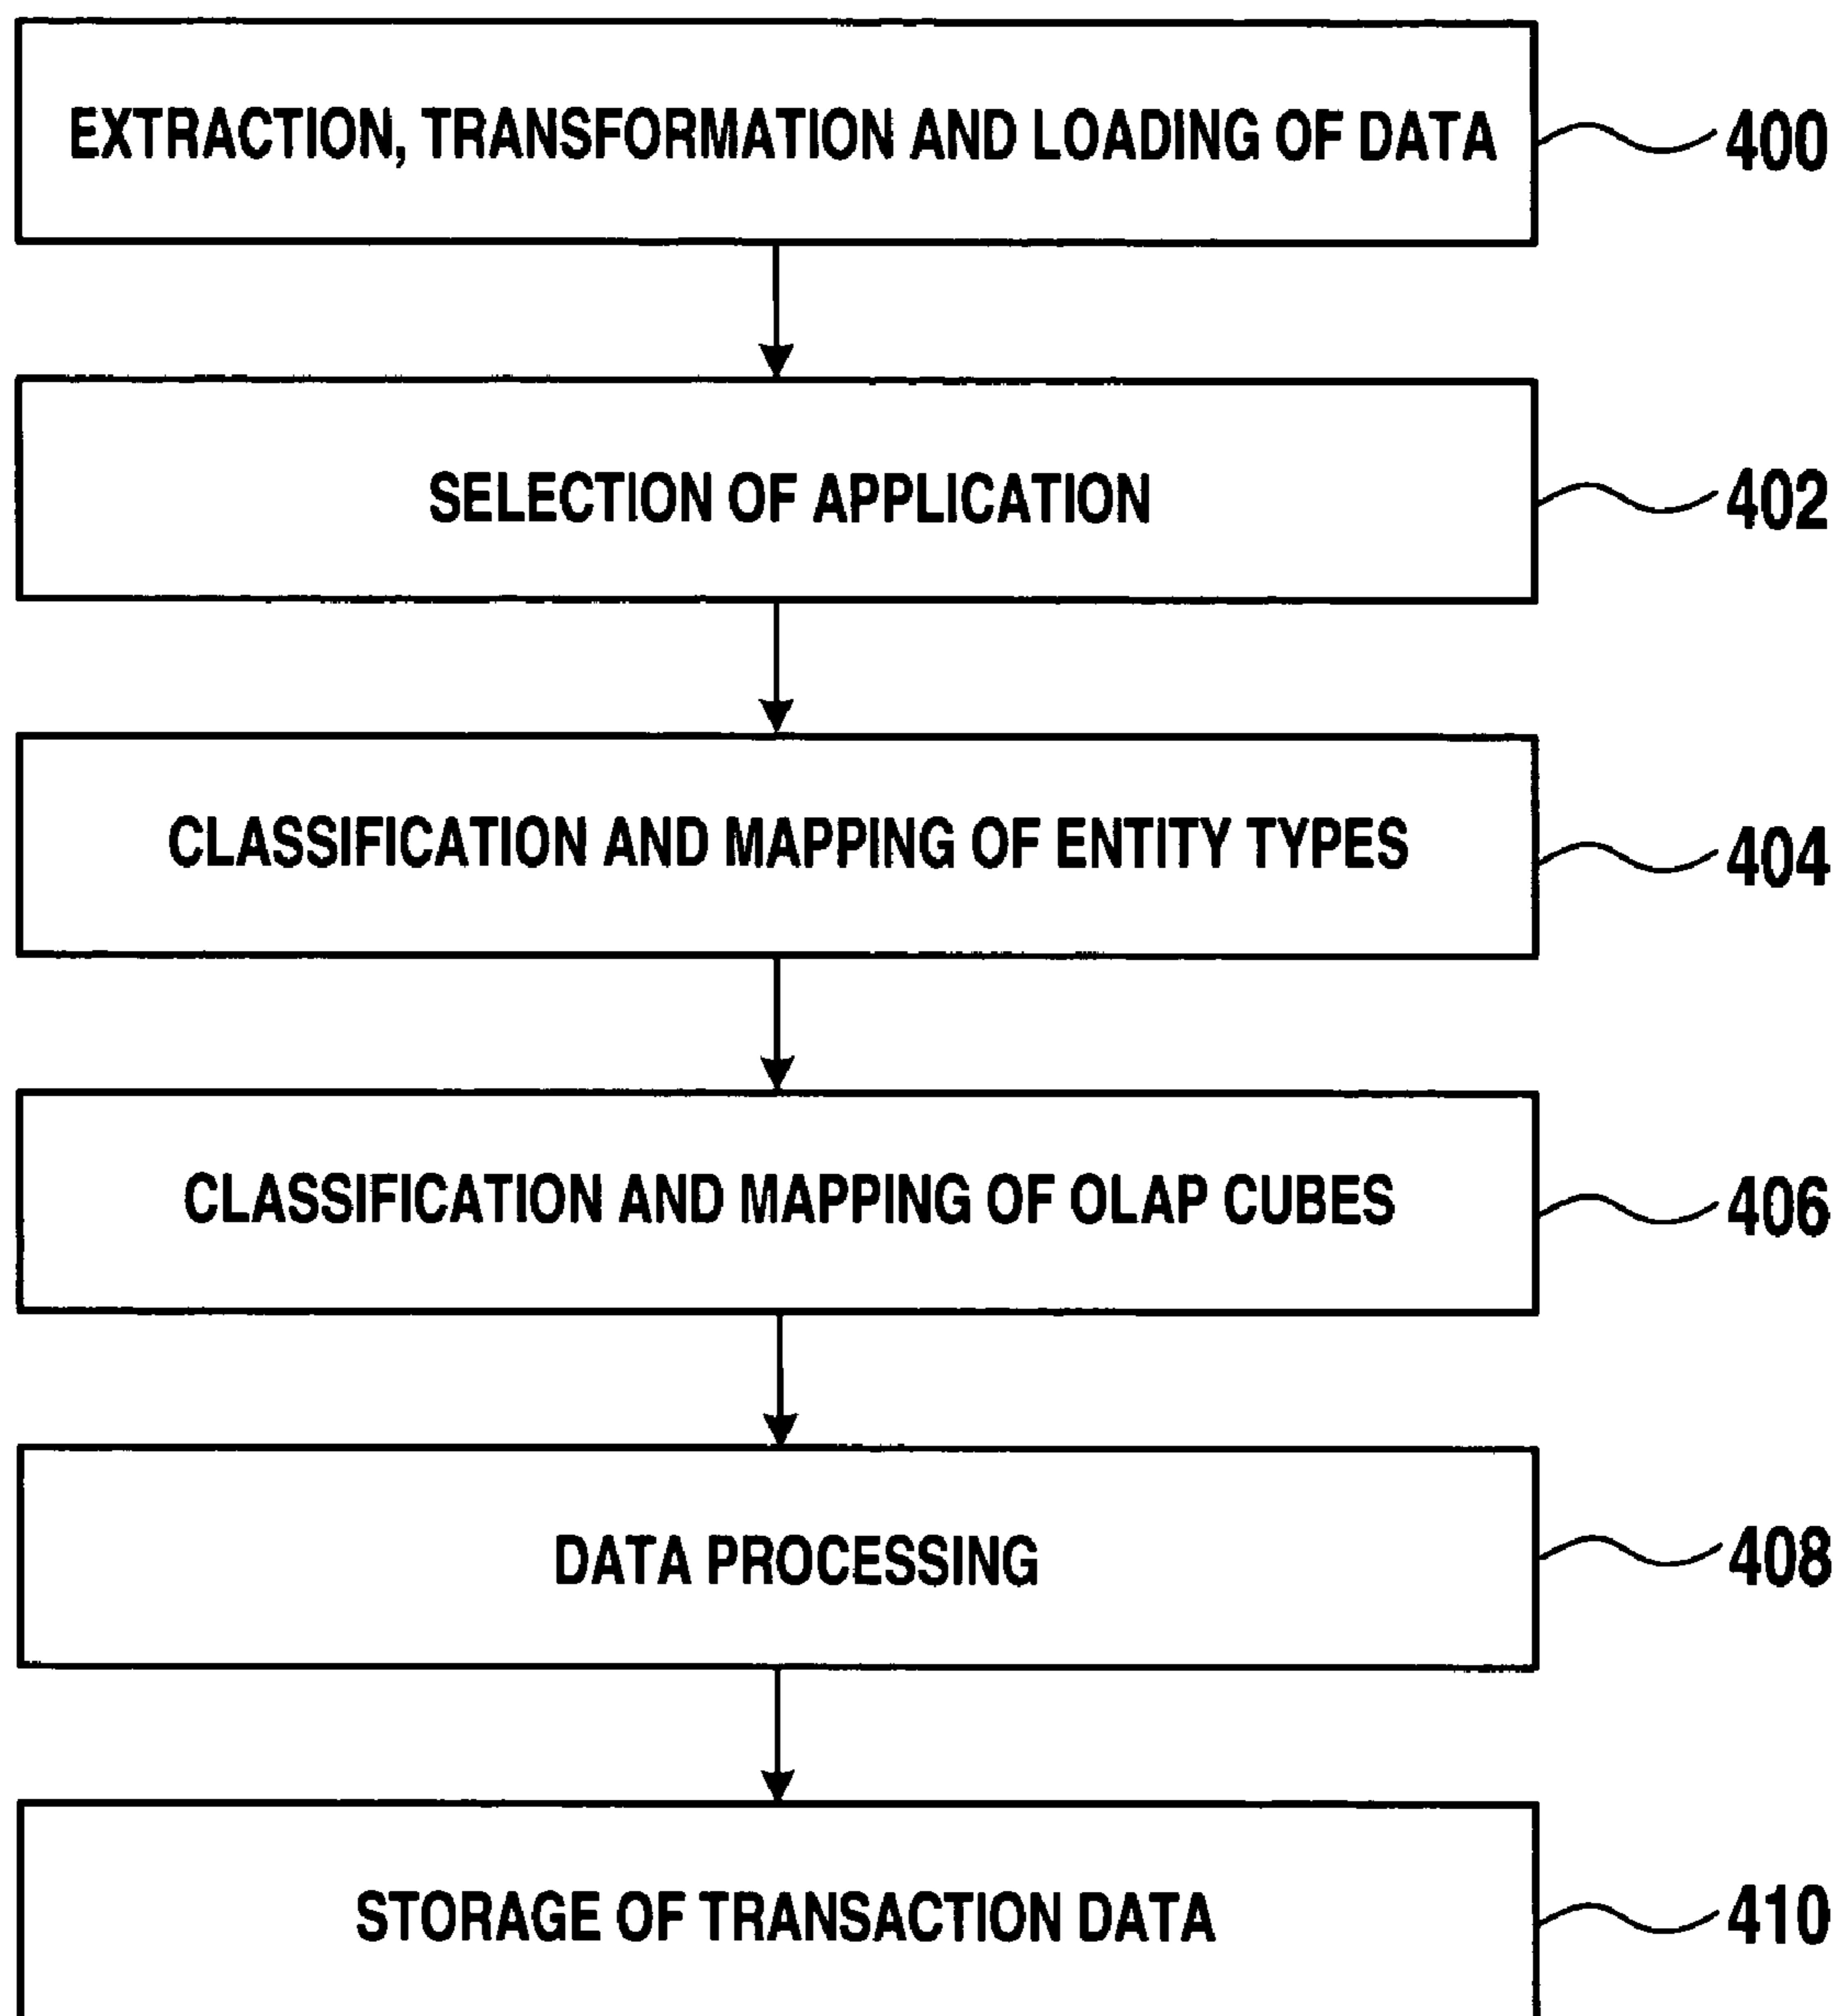 EXTRACTION, TRANSFORMATION AND LOADING OF DATA 400
SELECTION OF APPLICATION 402
CLASSIFICATION AND MAPPING OF ENTITY TYPES 404
CLASSIFICATION AND MAPPING OF OLAP CUBES 406
DATA PROCESSING 408
STORAGE OF TRANSACTION DATA 410